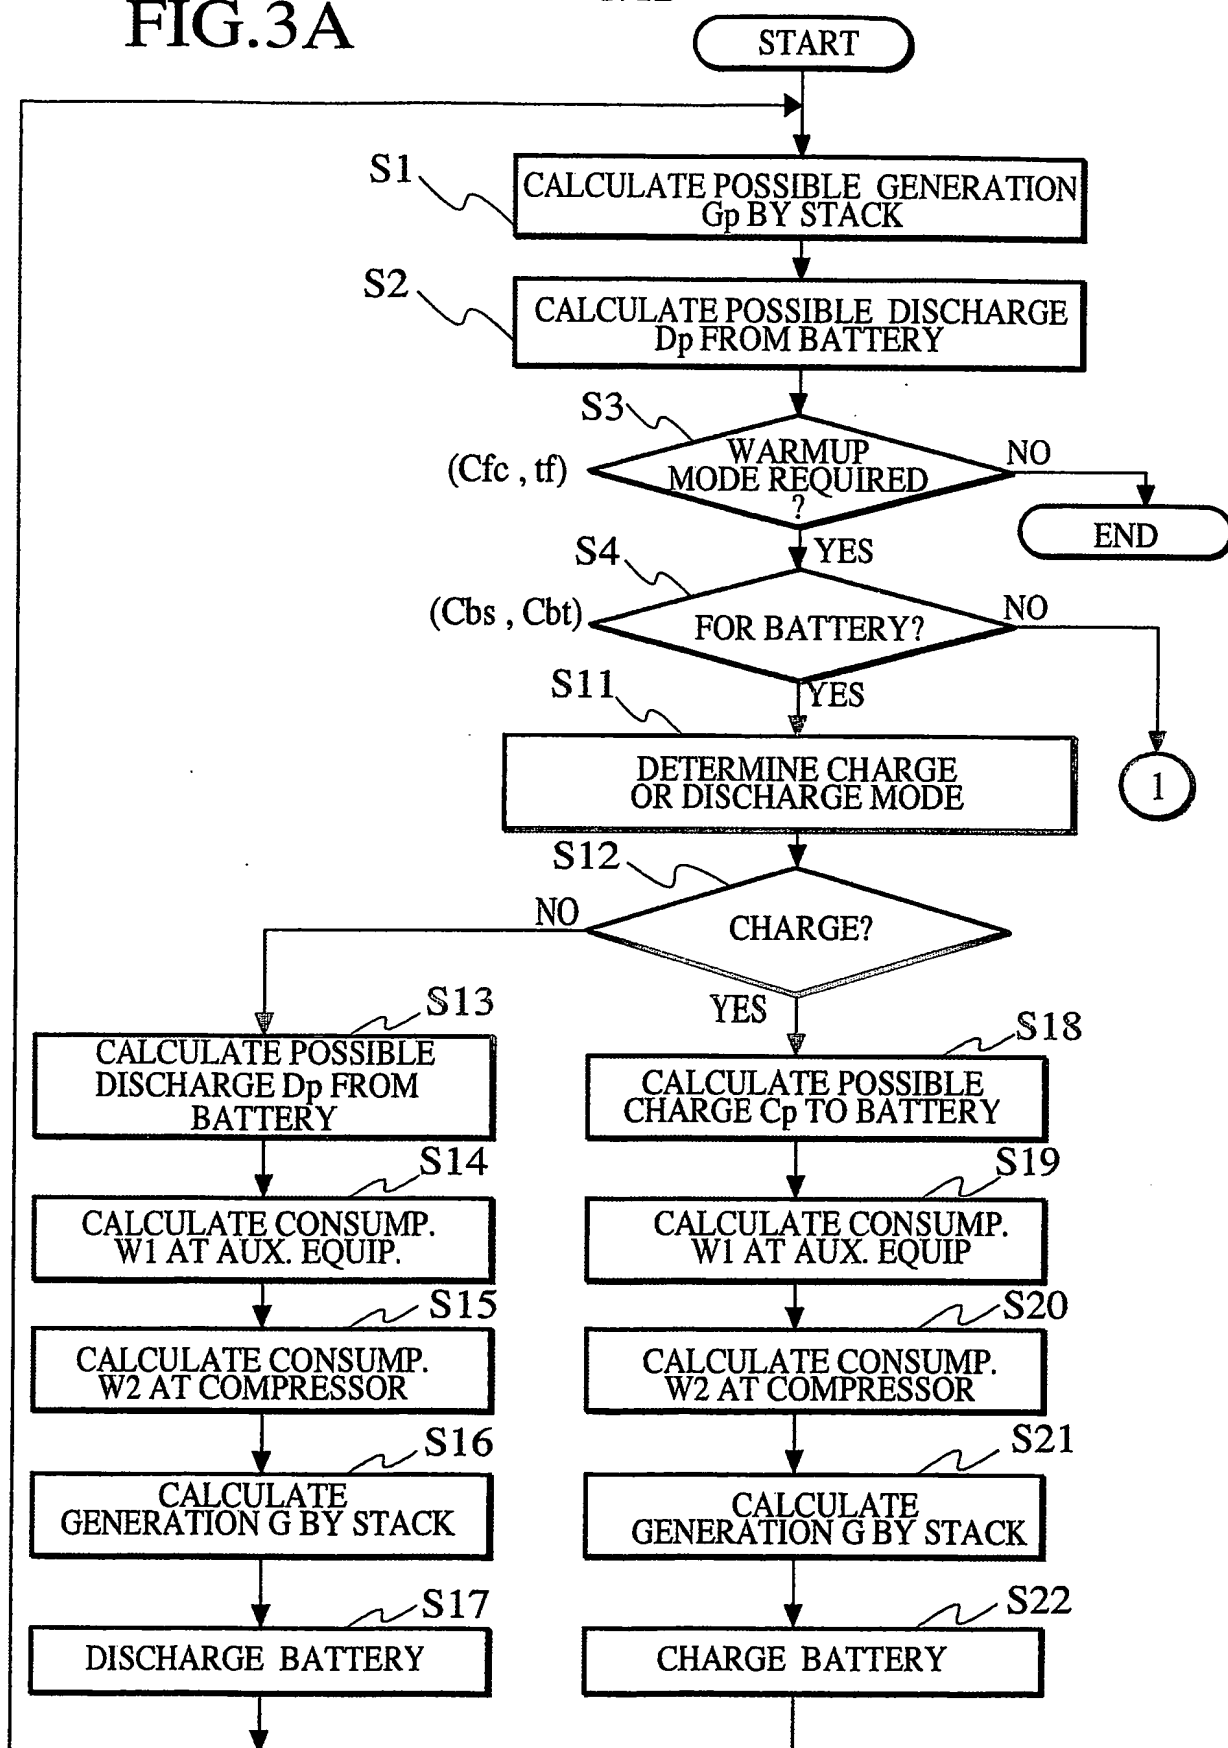 FIG.3A
START
S1
CALCULATE POSSIBLE GENERATION
Gp BY STACK
S2
CALCULATE POSSIBLE DISCHARGE
Dp FROM BATTERY
S3
(Cfc , tf)
WARMUP
MODE REQUIRED
?
NO
END
YES
S4
(Cbs , Cbt)
FOR BATTERY?
NO
YES
1
S11
DETERMINE CHARGE
OR DISCHARGE MODE
S12
CHARGE?
NO
YES
S13
CALCULATE POSSIBLE
DISCHARGE Dp FROM
BATTERY
S14
CALCULATE CONSUMP.
W1 AT AUX. EQUIP.
S15
CALCULATE CONSUMP.
W2 AT COMPRESSOR
S16
CALCULATE
GENERATION G BY STACK
S17
DISCHARGE BATTERY
S18
CALCULATE POSSIBLE
CHARGE Cp TO BATTERY
S19
CALCULATE CONSUMP.
W1 AT AUX. EQUIP
S20
CALCULATE CONSUMP.
W2 AT COMPRESSOR
S21
CALCULATE
GENERATION G BY STACK
S22
CHARGE BATTERY